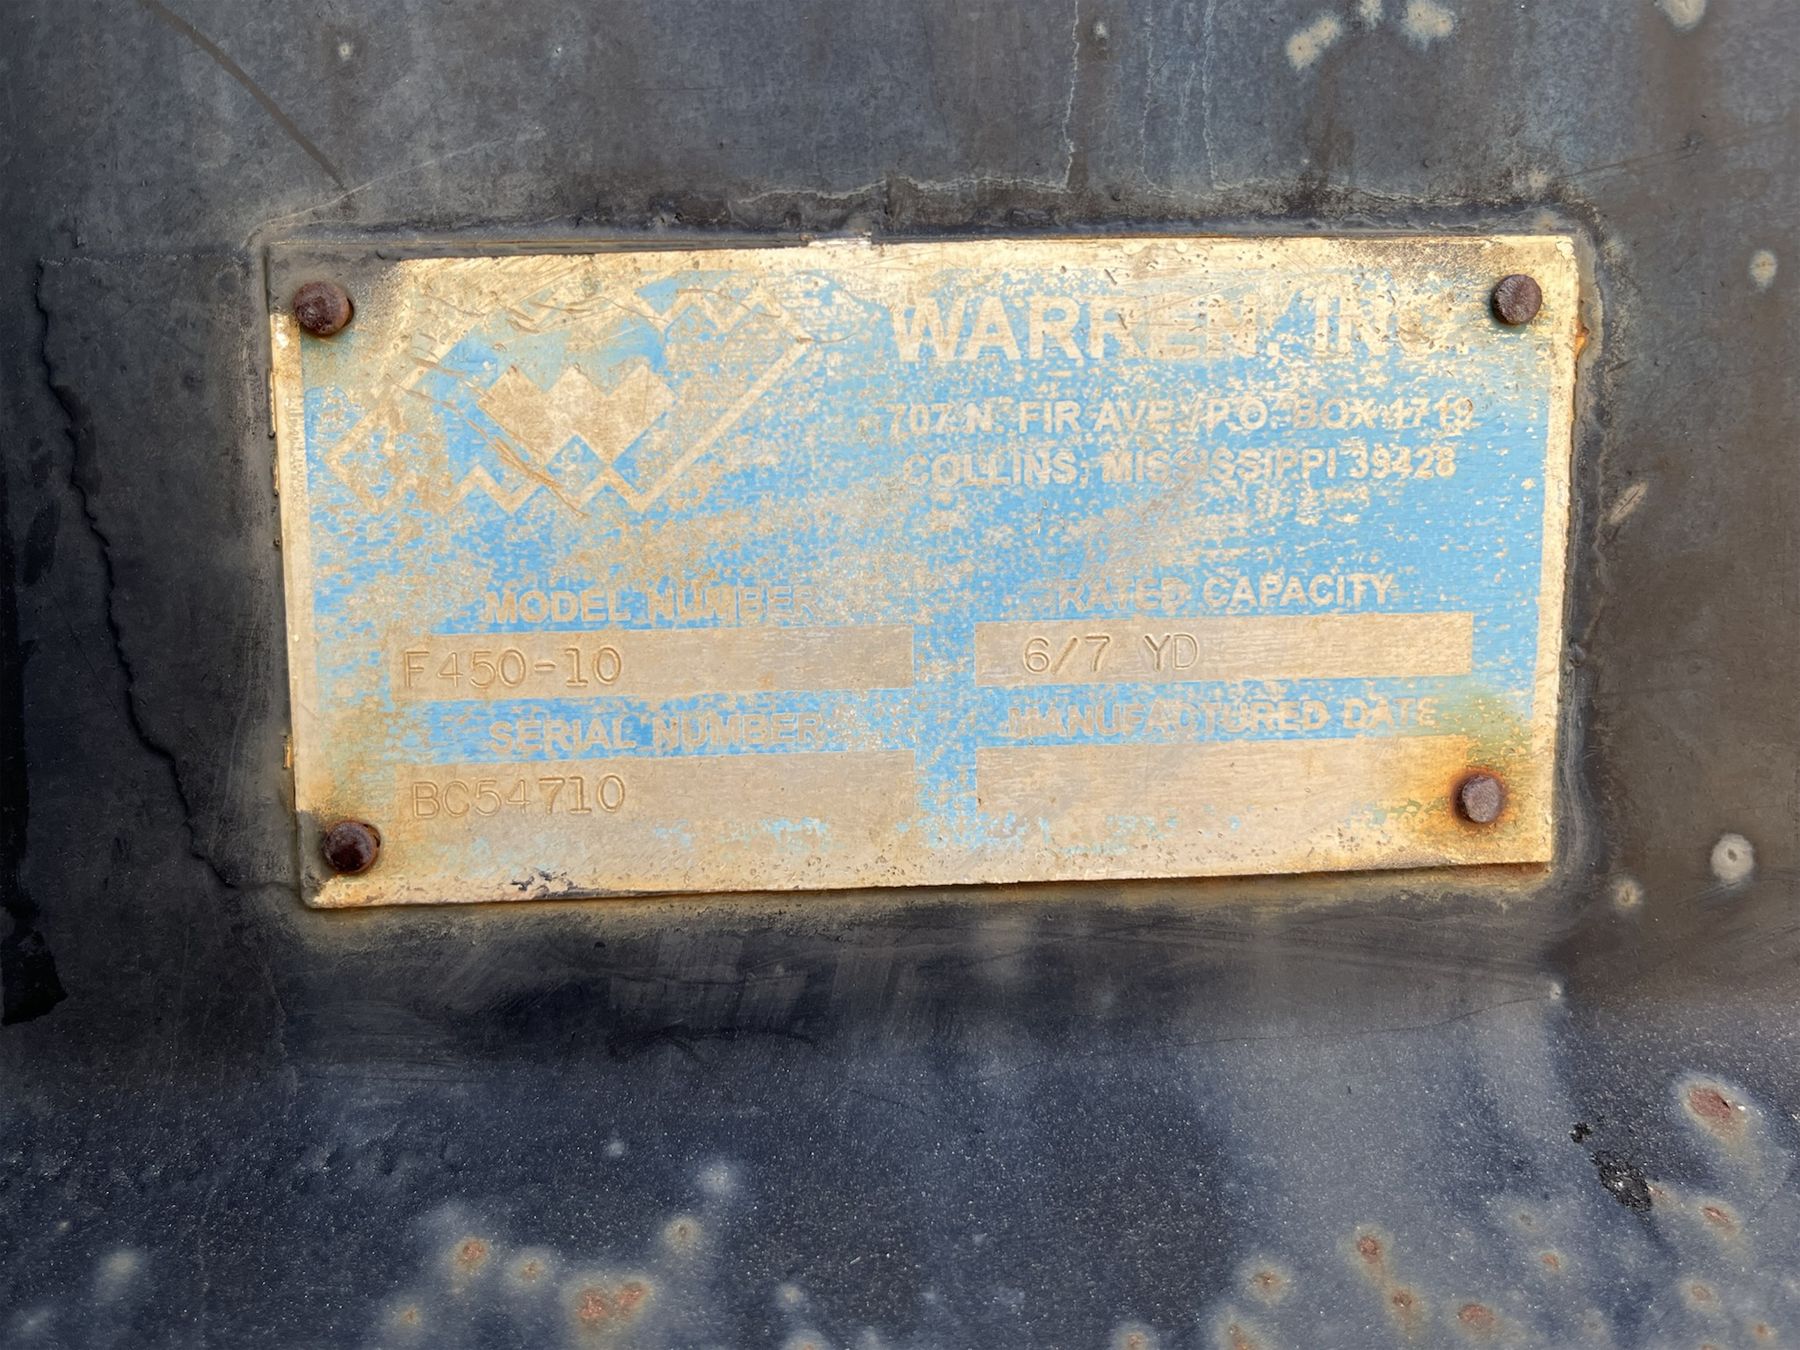 WARREN, INC.
707 N. FIR AVE./P.O. BOX 1719
COLLINS, MISSISSIPPI 39428
MODEL NUMBER
F450-10
RATED CAPACITY
6/7 YD
SERIAL NUMBER
BC54710
MANUFACTURED DATE